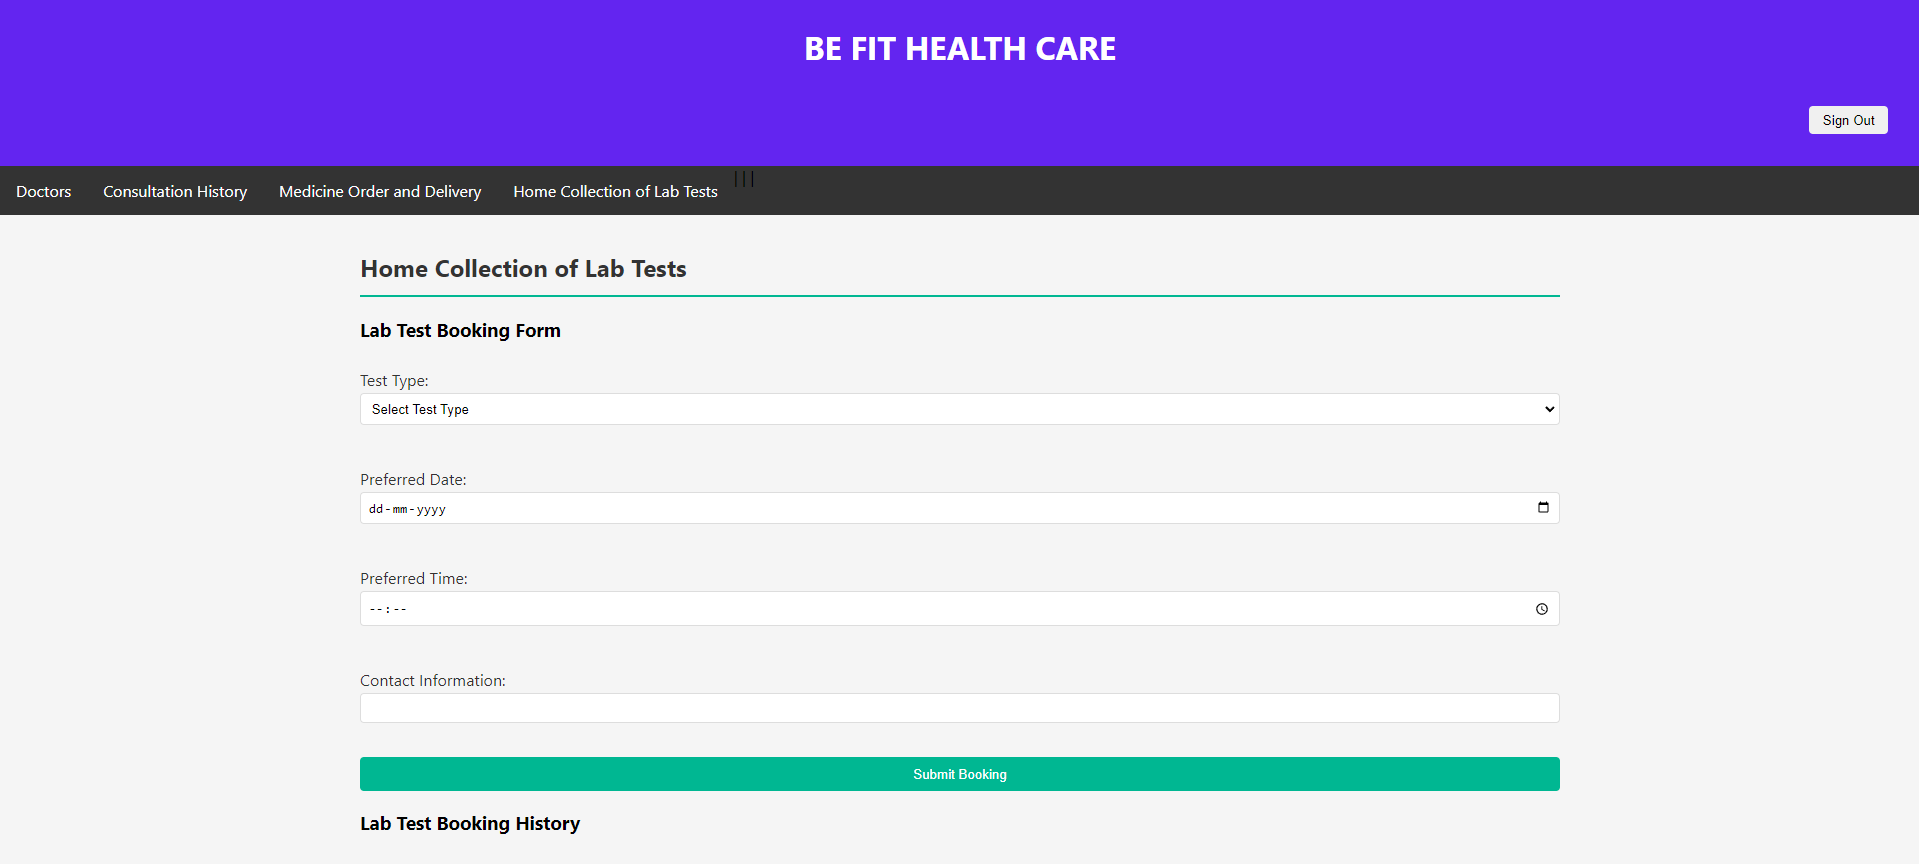 BE FIT HEALTH CARE
Sign Out
Doctors Consultation History Medicine Order and Delivery Home Collection of Lab Tests | | |
Home Collection of Lab Tests
Lab Test Booking Form
Test Type:
Select Test Type
Preferred Date:
dd-mm-yyyy
Preferred Time:
--:--
Contact Information:
Submit Booking
Lab Test Booking History